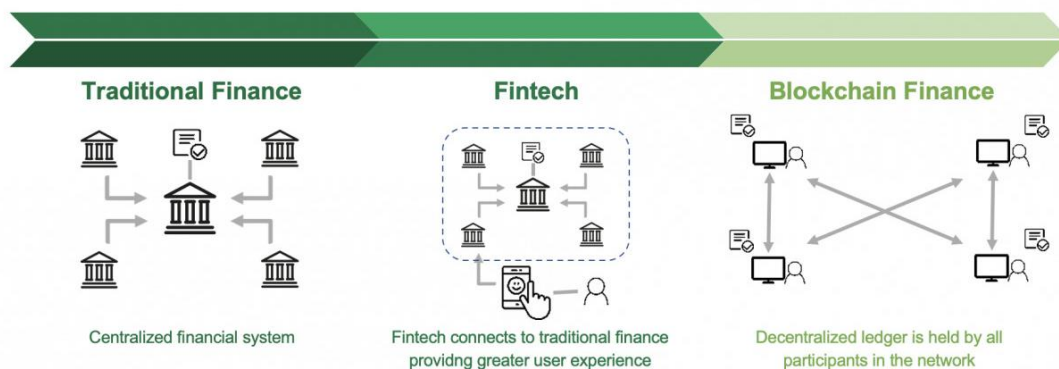 Traditional Finance
Fintech
Blockchain Finance
Centralized financial system
Fintech connects to traditional finance
providng greater user experience
Decentralized ledger is held by all
participants in the network